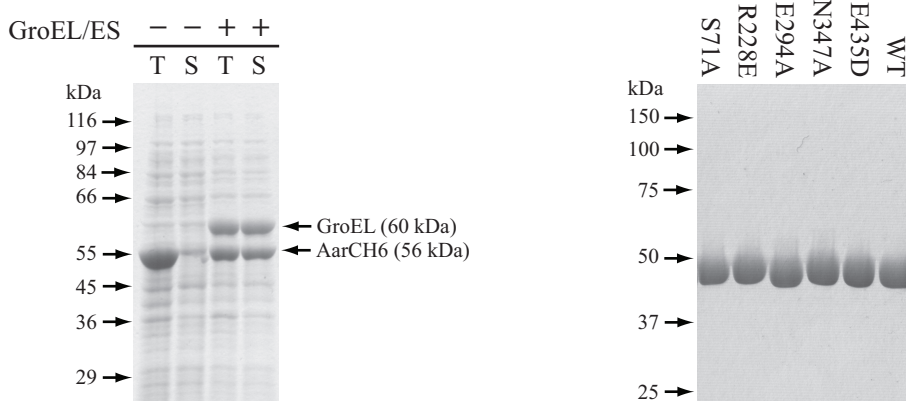 GroEL/ES − − + +
T S T S
kDa
116
97
84
66
55
45
36
29
GroEL (60 kDa)
AarCH6 (56 kDa)
S71A
R228E
E294A
N347A
E435D
WT
kDa
150
100
75
50
37
25